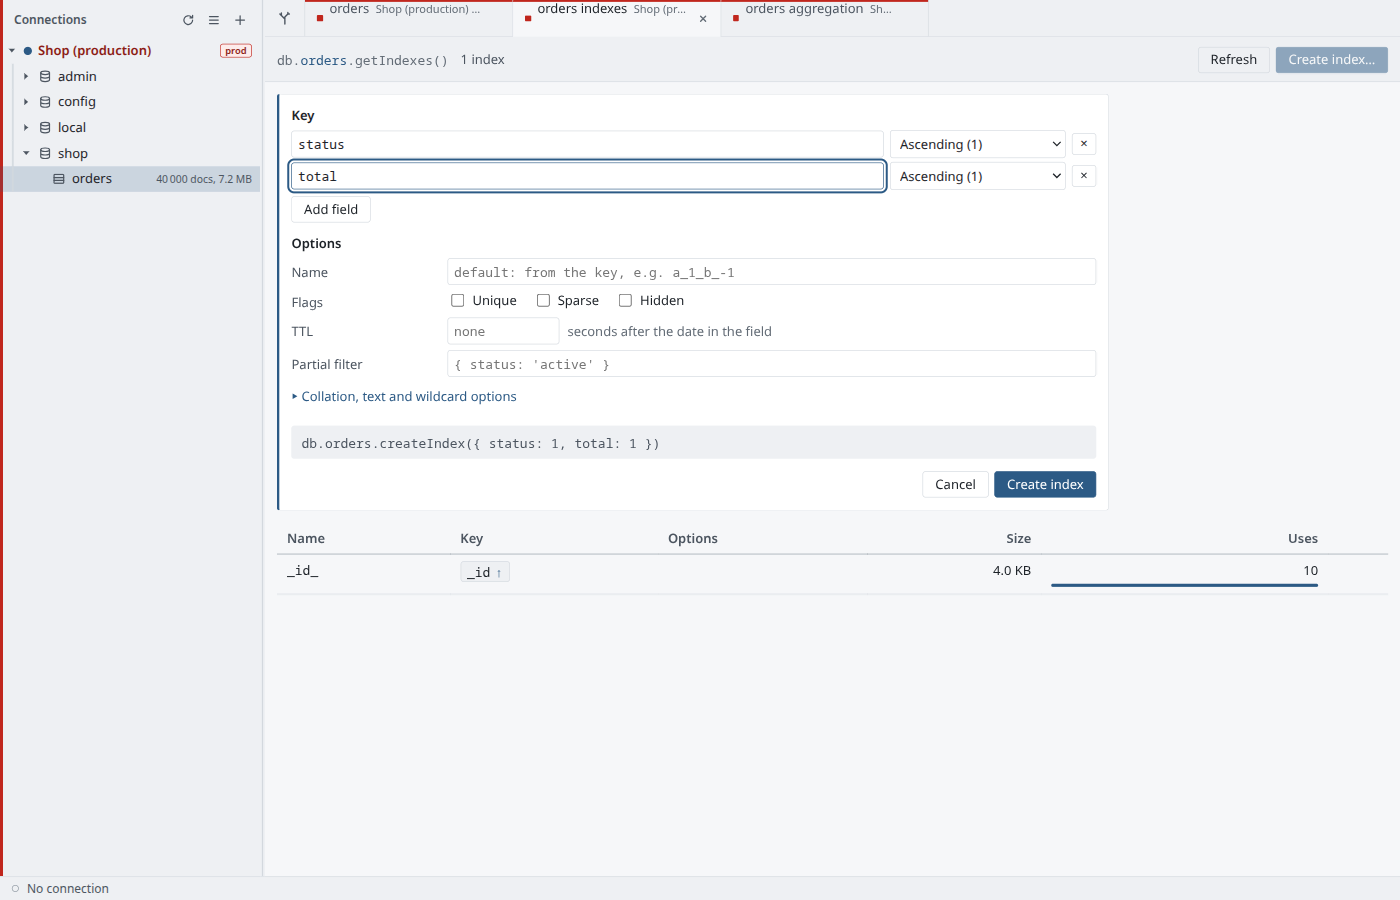 Connections
Shop (production) prod
admin
config
local
shop
orders 40 000 docs, 7.2 MB
orders Shop (production) ...
orders indexes Shop (pr... ×
orders aggregation Sh...
db.orders.getIndexes() 1 index
Refresh
Create index...
Key
status Ascending (1) ×
total Ascending (1) ×
Add field
Options
Name default: from the key, e.g. a_1_b_-1
Flags Unique Sparse Hidden
TTL none seconds after the date in the field
Partial filter { status: 'active' }
Collation, text and wildcard options
db.orders.createIndex({ status: 1, total: 1 })
Cancel Create index
Name Key Options Size Uses
_id_ _id ↑ 4.0 KB 10
No connection